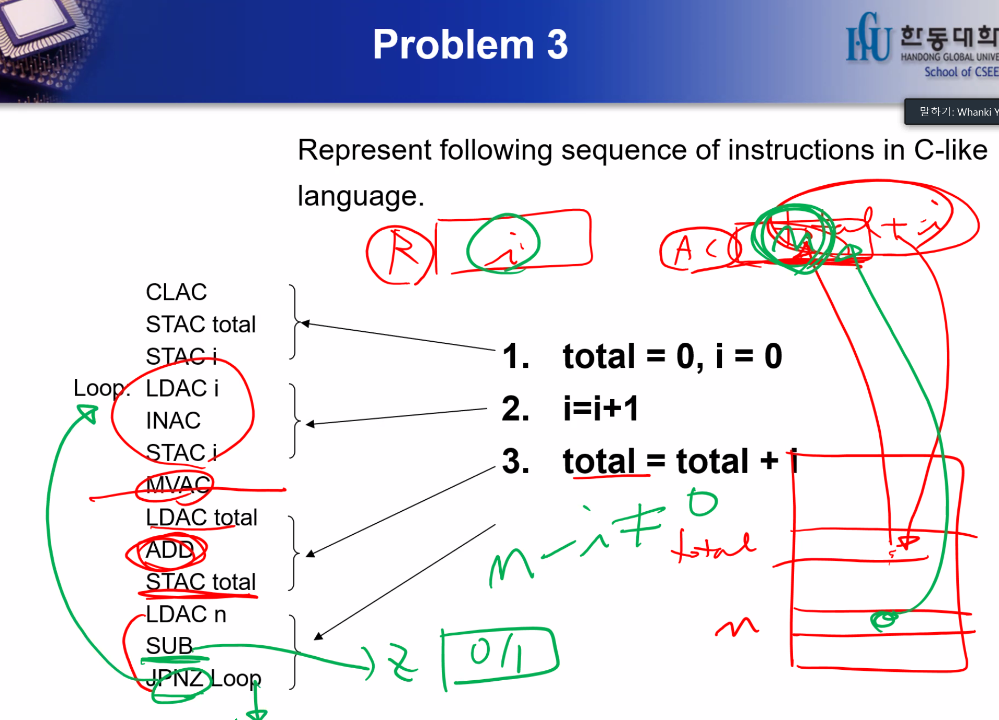 Problem 3
한동대학
HANDONG GLOBAL UNIVE
School of CSEE
말하기: Whanki Y
Represent following sequence of instructions in C-like
language.
R i
AC n total + i
CLAC
STAC total
STAC i
Loop: LDAC i
INAC
STAC i
MVAC
LDAC total
ADD
STAC total
LDAC n
SUB
JPNZ Loop
1. total = 0, i = 0
2. i=i+1
3. total = total + i
n - i ≠ 0
total
n
z 0/1